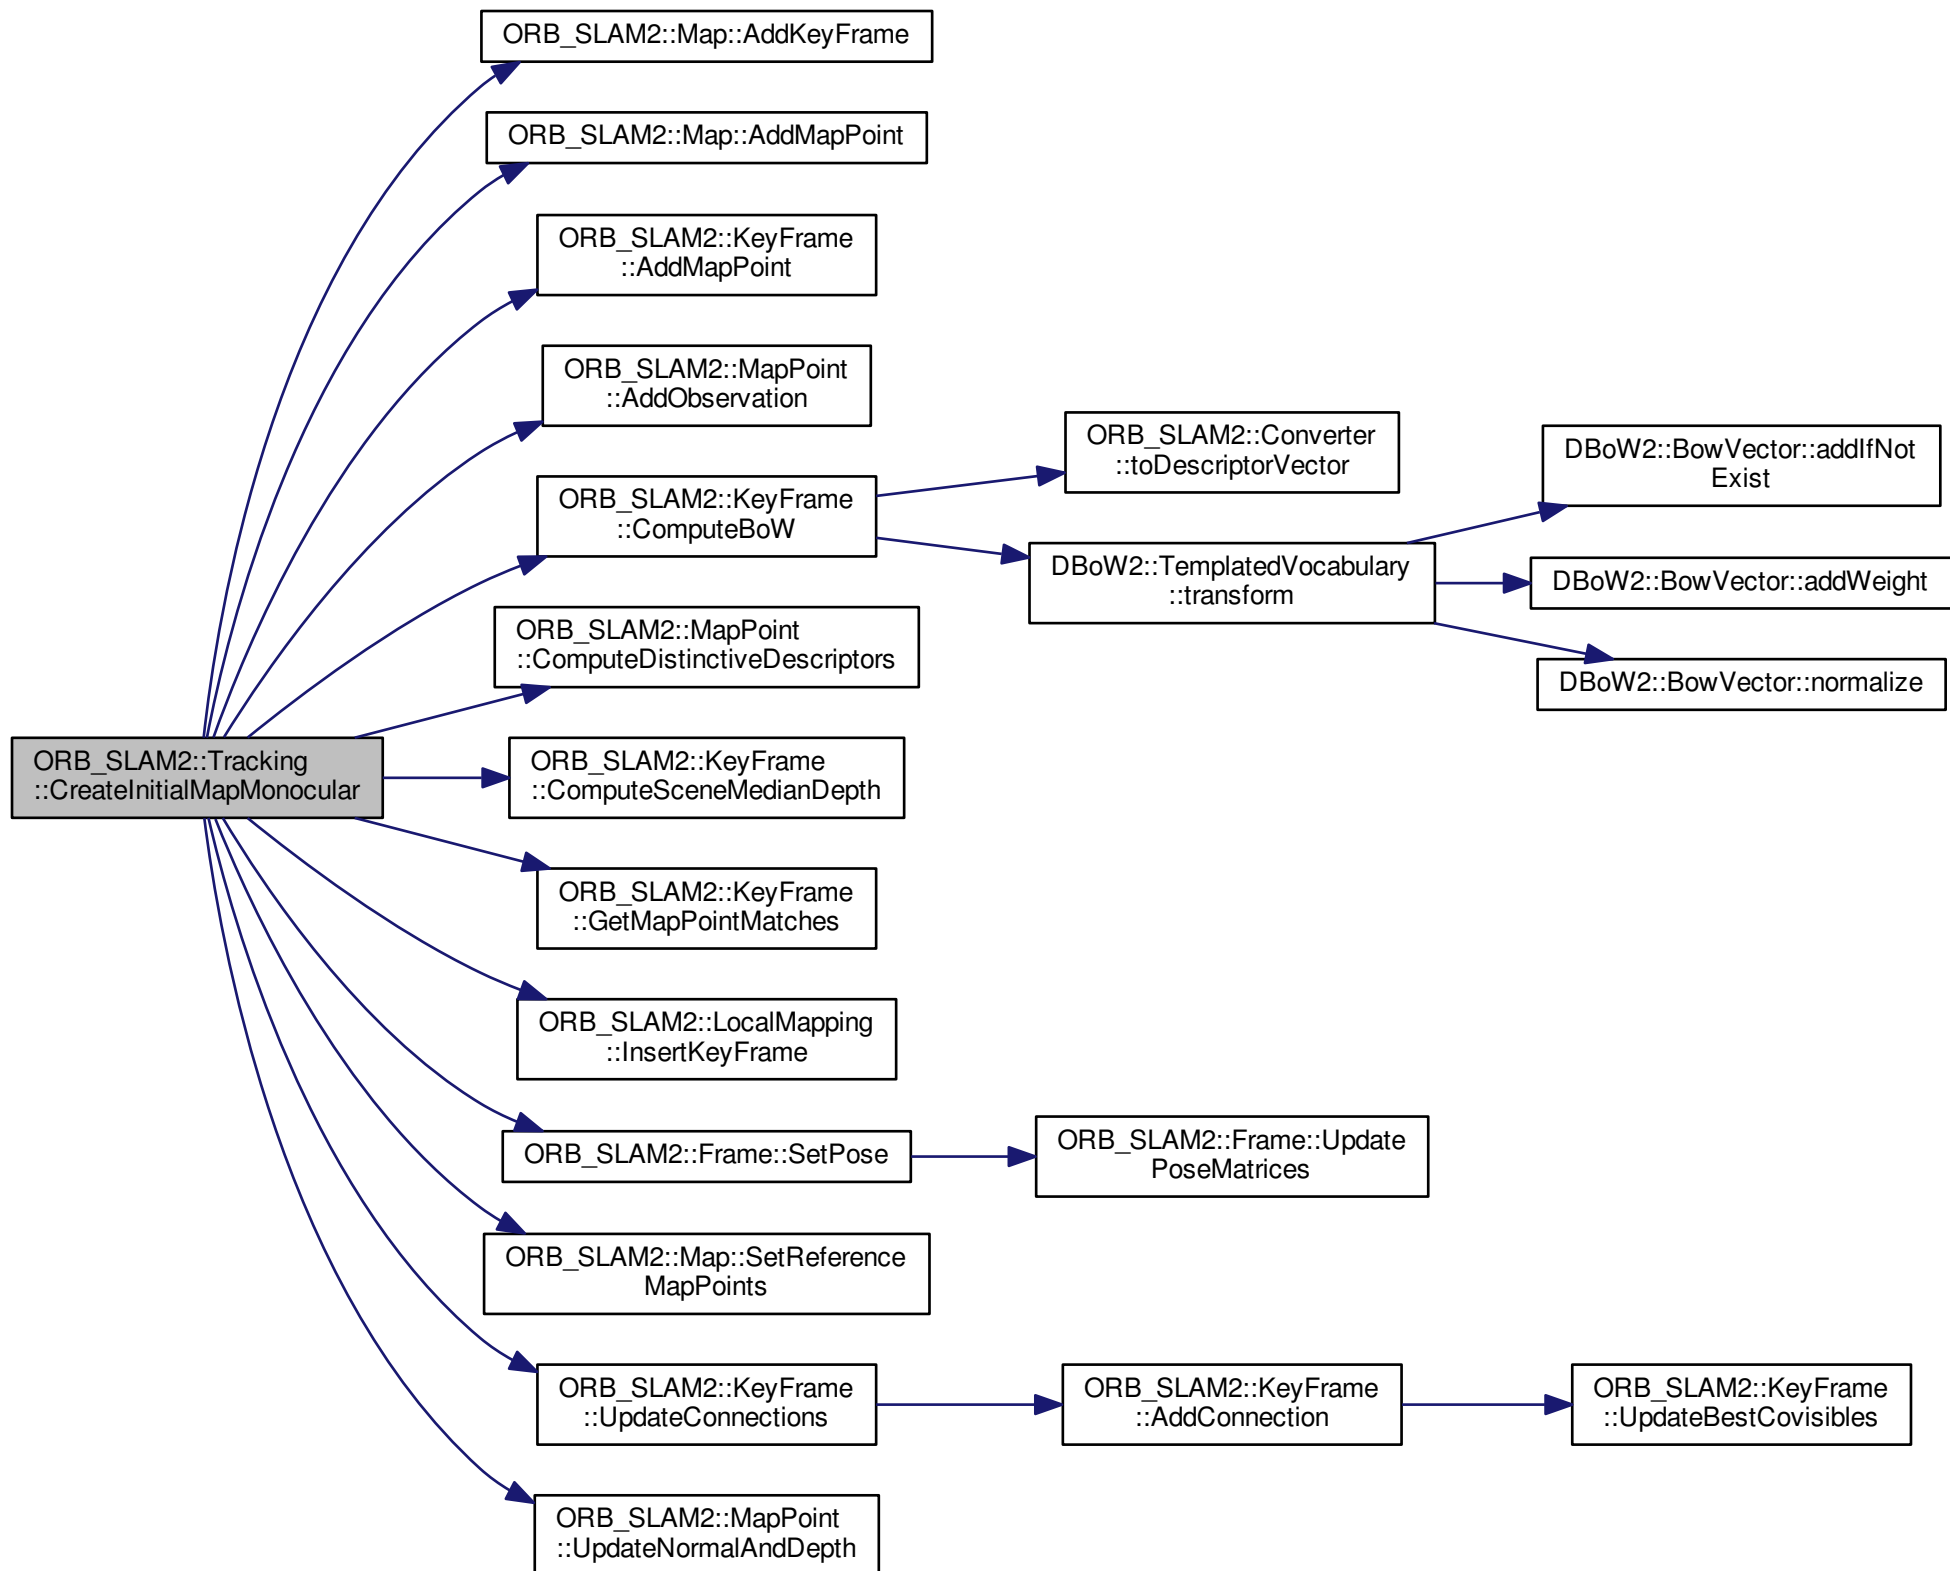 ORB_SLAM2::Map::AddKeyFrame
ORB_SLAM2::Map::AddMapPoint
ORB_SLAM2::KeyFrame
::AddMapPoint
ORB_SLAM2::MapPoint
::AddObservation
ORB_SLAM2::KeyFrame
::ComputeBoW
ORB_SLAM2::Converter
::toDescriptorVector
DBoW2::TemplatedVocabulary
::transform
DBoW2::BowVector::addIfNot
Exist
DBoW2::BowVector::addWeight
DBoW2::BowVector::normalize
ORB_SLAM2::MapPoint
::ComputeDistinctiveDescriptors
ORB_SLAM2::Tracking
::CreateInitialMapMonocular
ORB_SLAM2::KeyFrame
::ComputeSceneMedianDepth
ORB_SLAM2::KeyFrame
::GetMapPointMatches
ORB_SLAM2::LocalMapping
::InsertKeyFrame
ORB_SLAM2::Frame::SetPose
ORB_SLAM2::Frame::Update
PoseMatrices
ORB_SLAM2::Map::SetReference
MapPoints
ORB_SLAM2::KeyFrame
::UpdateConnections
ORB_SLAM2::KeyFrame
::AddConnection
ORB_SLAM2::KeyFrame
::UpdateBestCovisibles
ORB_SLAM2::MapPoint
::UpdateNormalAndDepth